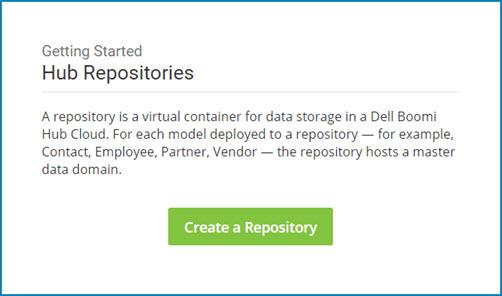 Getting Started
Hub Repositories
A repository is a virtual container for data storage in a Dell Boomi
Hub Cloud. For each model deployed to a repository — for example,
Contact, Employee, Partner, Vendor — the repository hosts a master
data domain.
Create a Repository